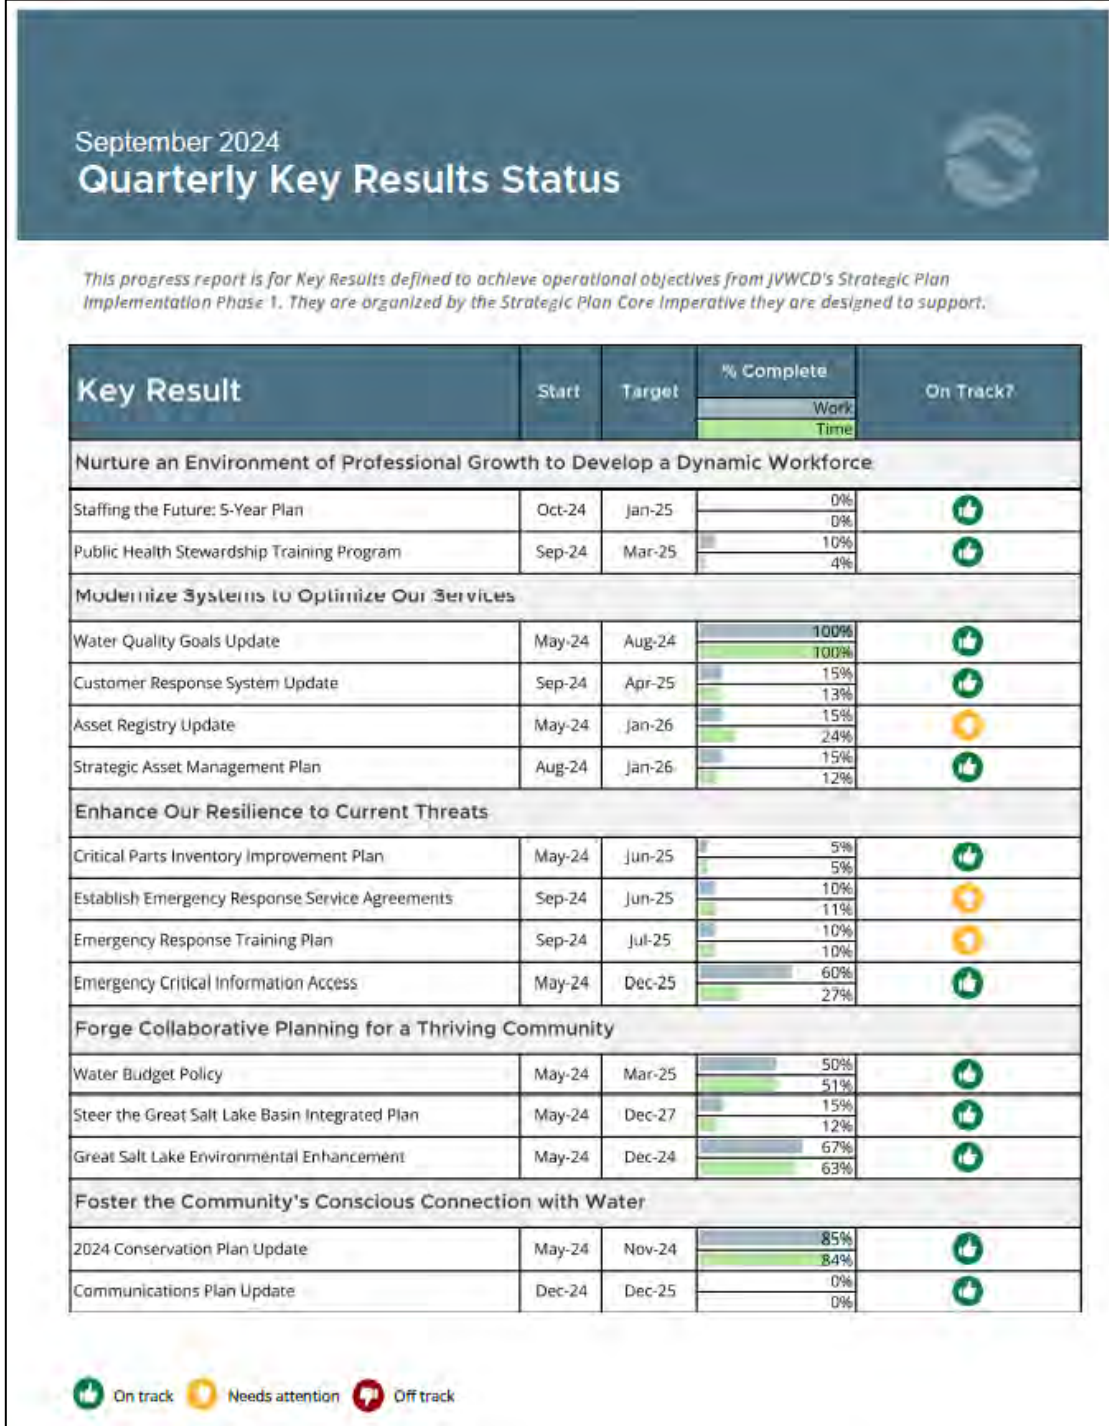 September 2024
Quarterly Key Results Status
This progress report is for Key Results defined to achieve operational objectives from JVWCD's Strategic Plan
Implementation Phase 1. They are organized by the Strategic Plan Core Imperative they are designed to support.
Key Result Start Target % Complete On Track?
Work
Time
Nurture an Environment of Professional Growth to Develop a Dynamic Workforce
Staffing the Future: 5-Year Plan Oct-24 Jan-25 0%
0%
Public Health Stewardship Training Program Sep-24 Mar-25 10%
4%
Modernize Systems to Optimize Our Services
Water Quality Goals Update May-24 Aug-24 100%
100%
Customer Response System Update Sep-24 Apr-25 15%
13%
Asset Registry Update May-24 Jan-26 15%
24%
Strategic Asset Management Plan Aug-24 Jan-26 15%
12%
Enhance Our Resilience to Current Threats
Critical Parts Inventory Improvement Plan May-24 Jun-25 5%
5%
Establish Emergency Response Service Agreements Sep-24 Jun-25 10%
11%
Emergency Response Training Plan Sep-24 Jul-25 10%
10%
Emergency Critical Information Access May-24 Dec-25 60%
27%
Forge Collaborative Planning for a Thriving Community
Water Budget Policy May-24 Mar-25 50%
51%
Steer the Great Salt Lake Basin Integrated Plan May-24 Dec-27 15%
12%
Great Salt Lake Environmental Enhancement May-24 Dec-24 67%
63%
Foster the Community's Conscious Connection with Water
2024 Conservation Plan Update May-24 Nov-24 85%
84%
Communications Plan Update Dec-24 Dec-25 0%
0%
On track Needs attention Off track